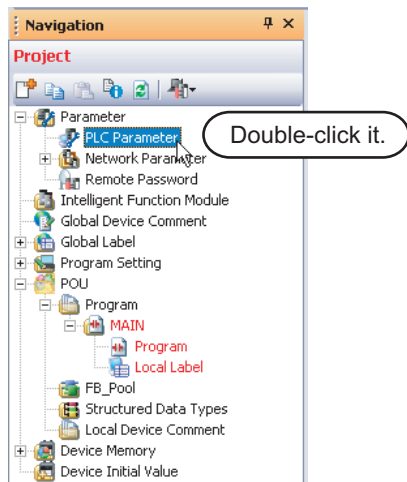 Navigation
Project
Parameter
PLC Parameter
Double-click it.
Network Parameter
Remote Password
Intelligent Function Module
Global Device Comment
Global Label
Program Setting
POU
Program
MAIN
Program
Local Label
FB_Pool
Structured Data Types
Local Device Comment
Device Memory
Device Initial Value